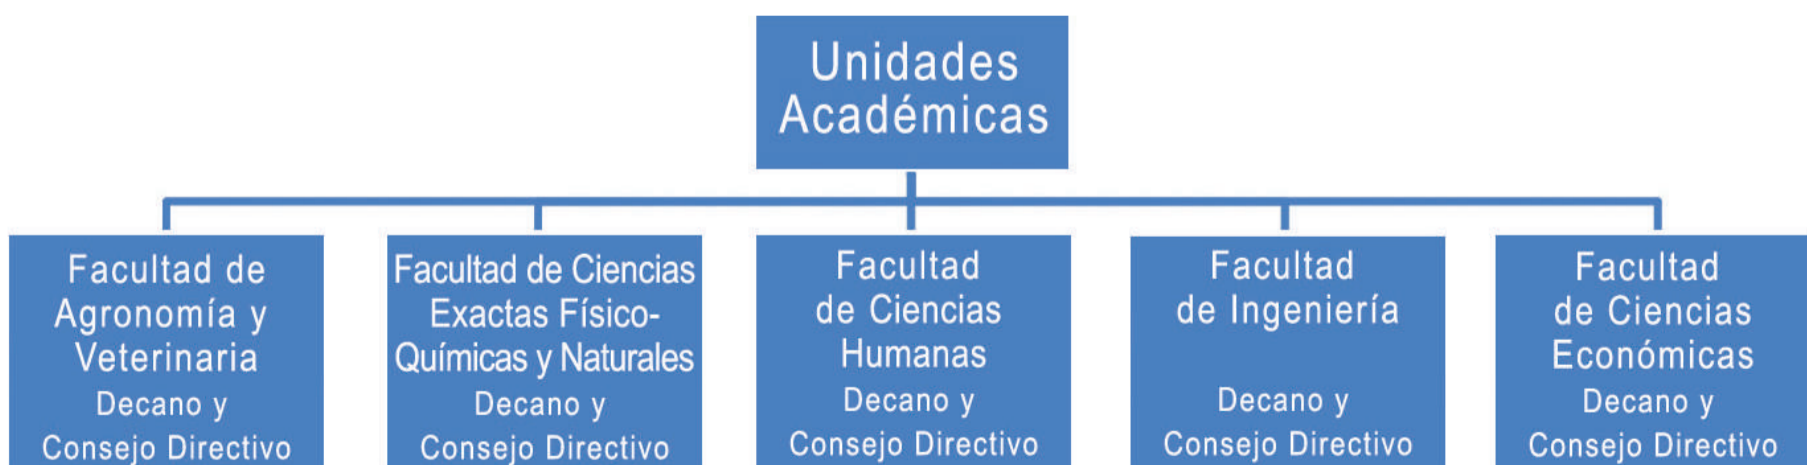 Unidades
Académicas
Facultad de
Agronomía y
Veterinaria
Decano y
Consejo Directivo
Facultad de Ciencias
Exactas Físico-
Químicas y Naturales
Decano y
Consejo Directivo
Facultad
de Ciencias
Humanas
Decano y
Consejo Directivo
Facultad
de Ingeniería
Decano y
Consejo Directivo
Facultad
de Ciencias
Económicas
Decano y
Consejo Directivo